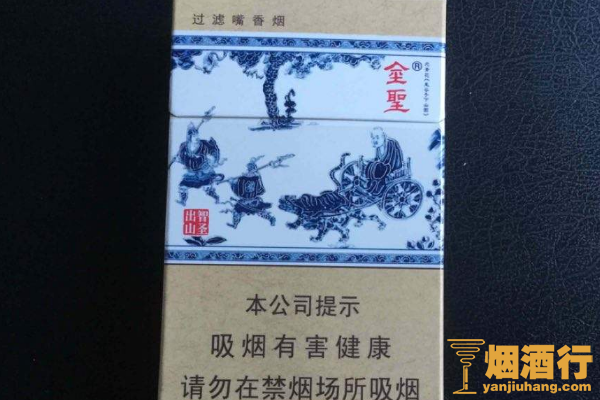 过滤嘴香烟
金聖®
智圣
出山
本公司提示
吸烟有害健康
请勿在禁烟场所吸烟
烟酒行
yanjiuhang.com